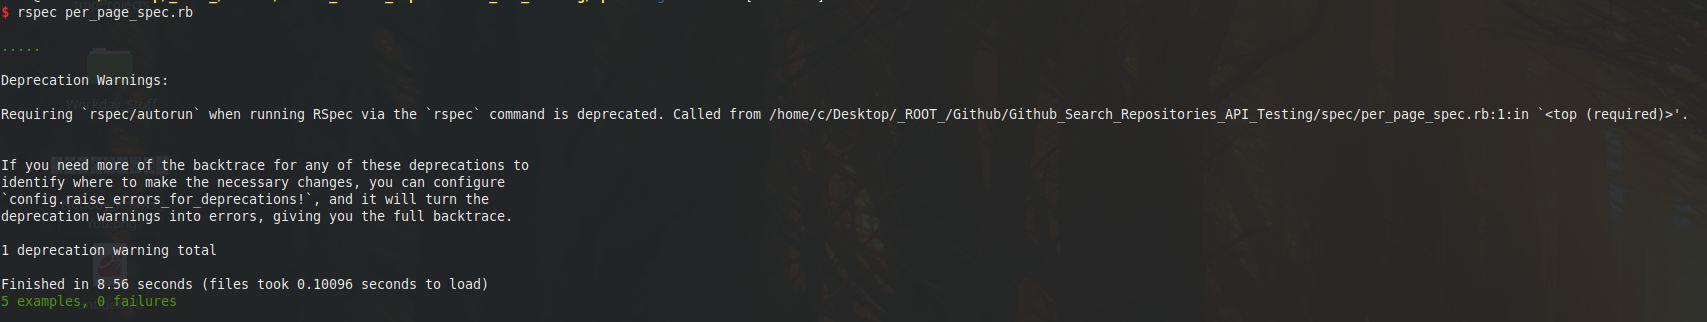 $ rspec per_page_spec.rb
.....
Deprecation Warnings:
Requiring `rspec/autorun` when running RSpec via the `rspec` command is deprecated. Called from /home/c/Desktop/_ROOT_/Github/Github_Search_Repositories_API_Testing/spec/per_page_spec.rb:1:in `<top (required)>'.
If you need more of the backtrace for any of these deprecations to
identify where to make the necessary changes, you can configure
`config.raise_errors_for_deprecations!`, and it will turn the
deprecation warnings into errors, giving you the full backtrace.
1 deprecation warning total
Finished in 8.56 seconds (files took 0.10096 seconds to load)
5 examples, 0 failures